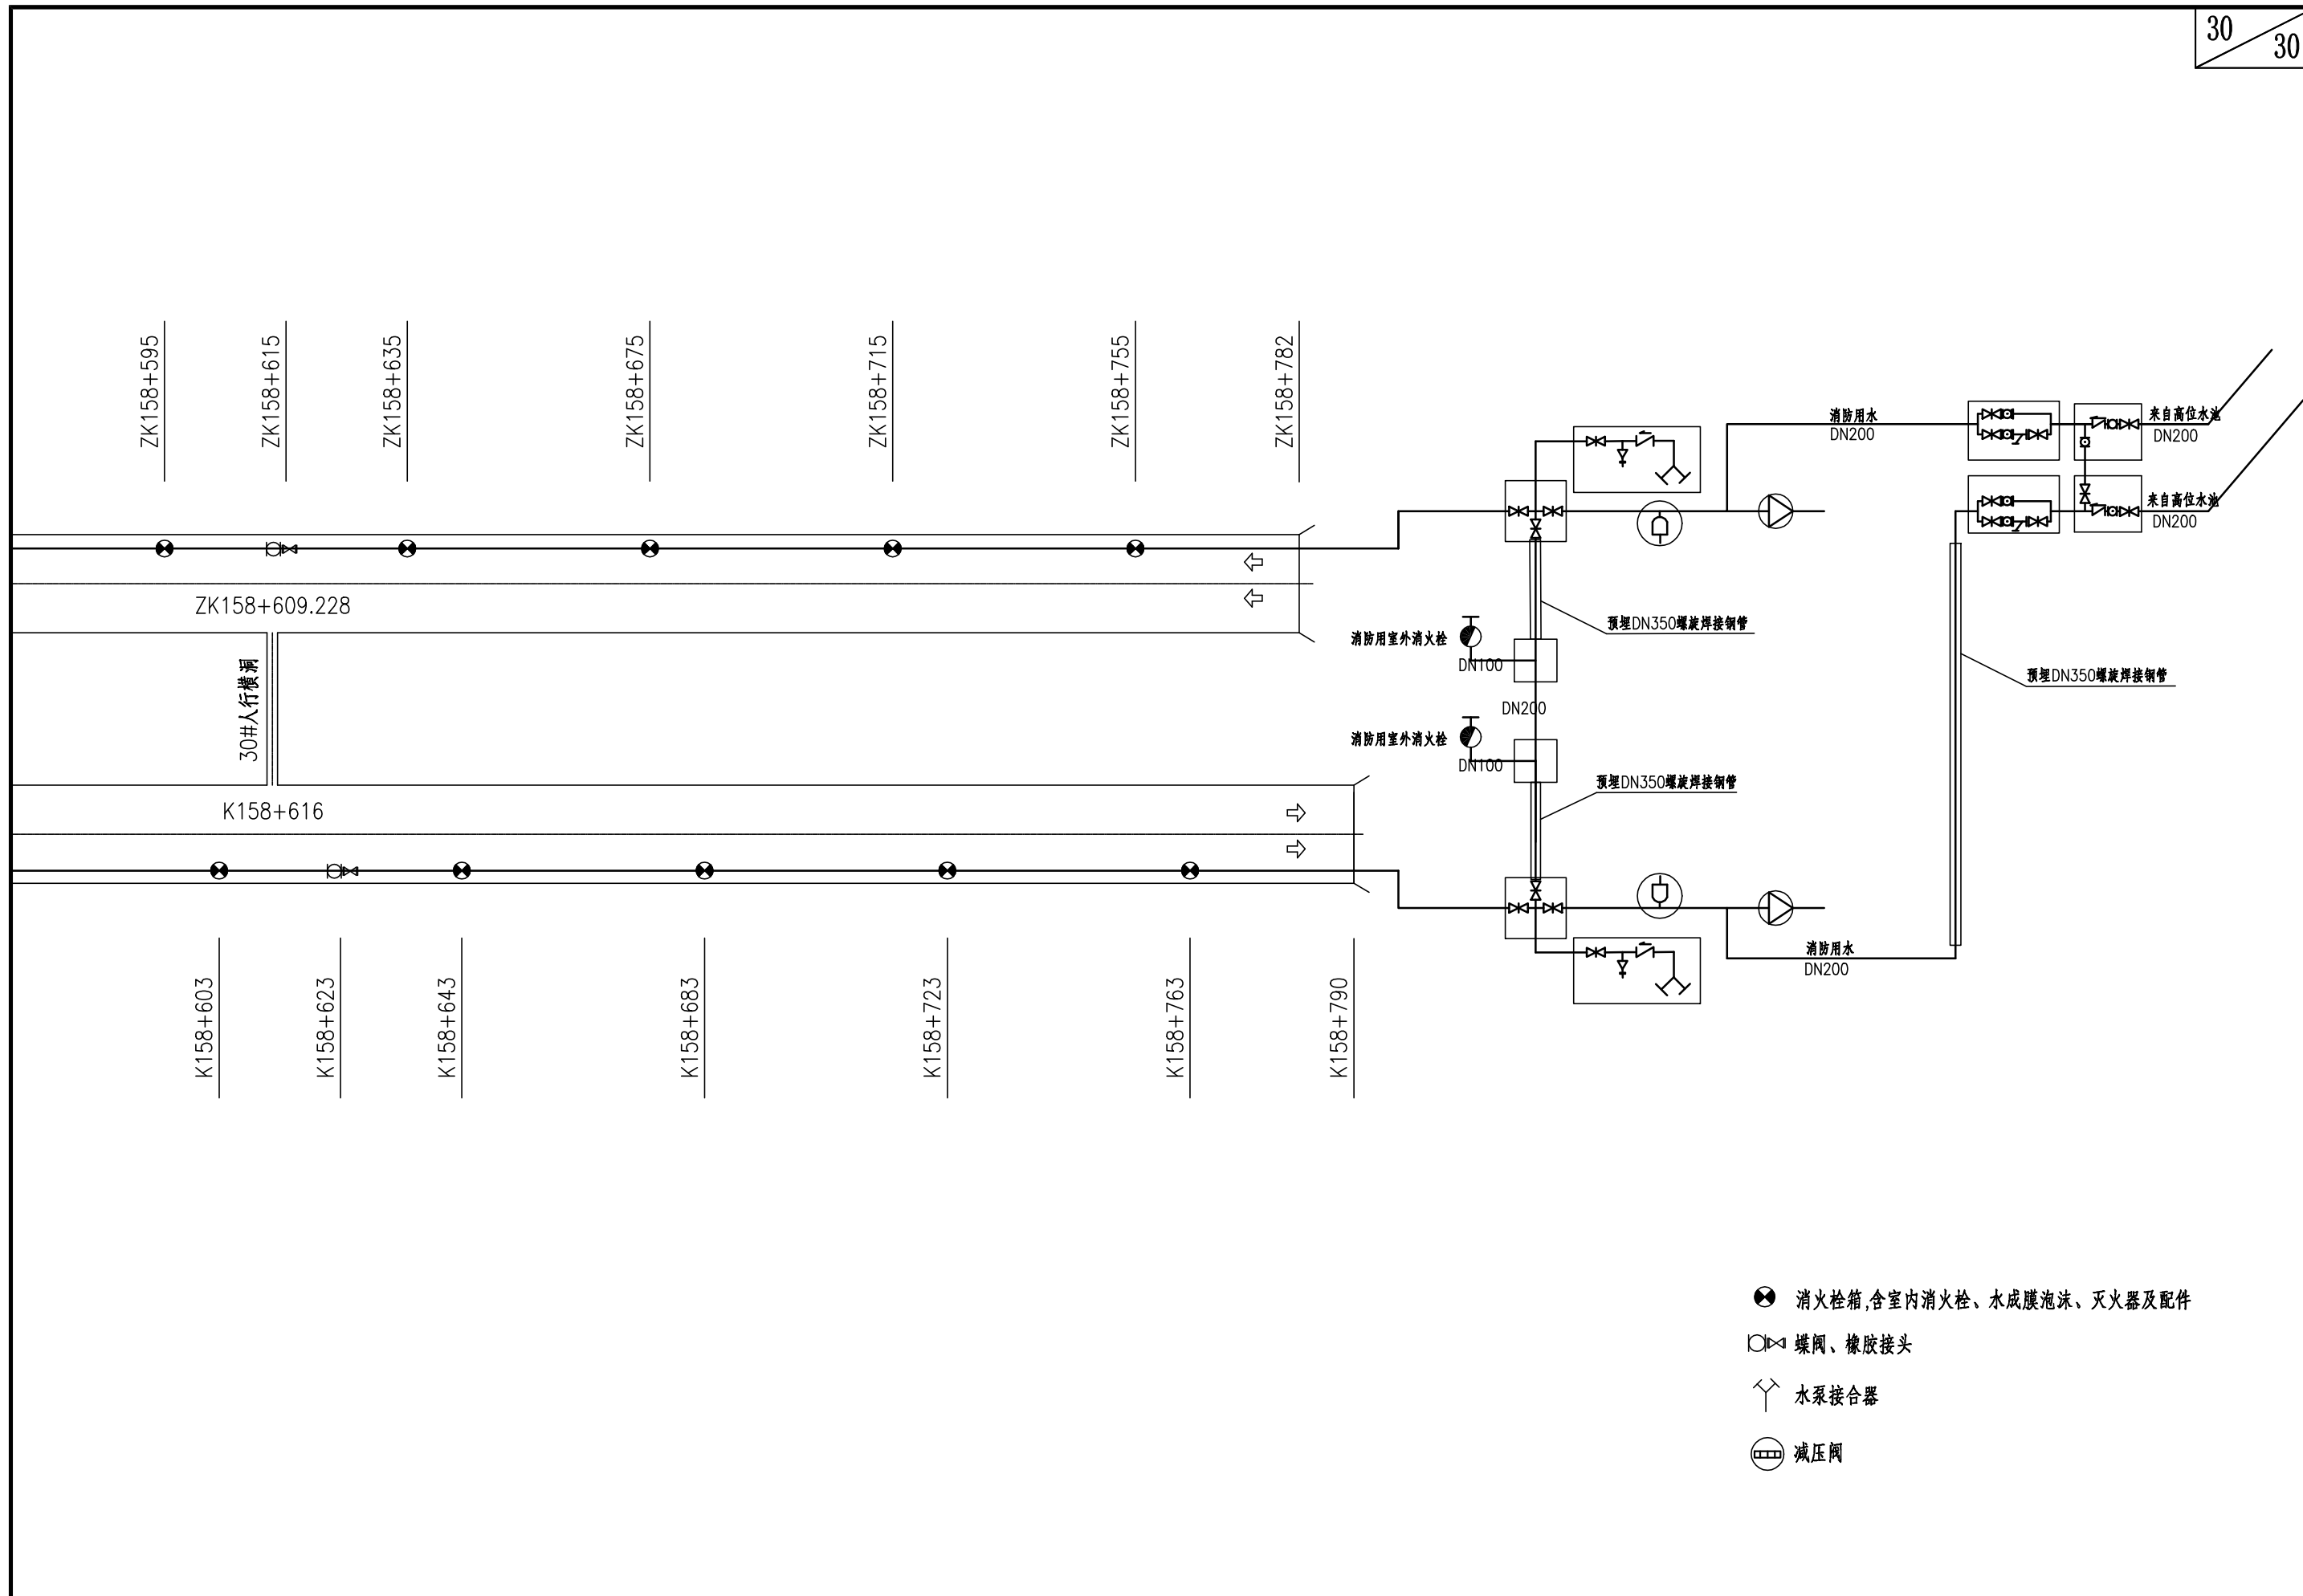 30
30
ZK158+595
ZK158+615
ZK158+635
ZK158+675
ZK158+715
ZK158+755
ZK158+782
消防用水
DN200
来自高位水池
DN200
来自高位水池
DN200
ZK158+609.228
预埋DN350螺旋焊接钢管
消防用室外消火栓
DN100
预埋DN350螺旋焊接钢管
30#人行横洞
DN200
消防用室外消火栓
DN100
预埋DN350螺旋焊接钢管
K158+616
消防用水
DN200
K158+603
K158+623
K158+643
K158+683
K158+723
K158+763
K158+790
消火栓箱,含室内消火栓、水成膜泡沫、灭火器及配件
蝶阀、橡胶接头
水泵接合器
减压阀